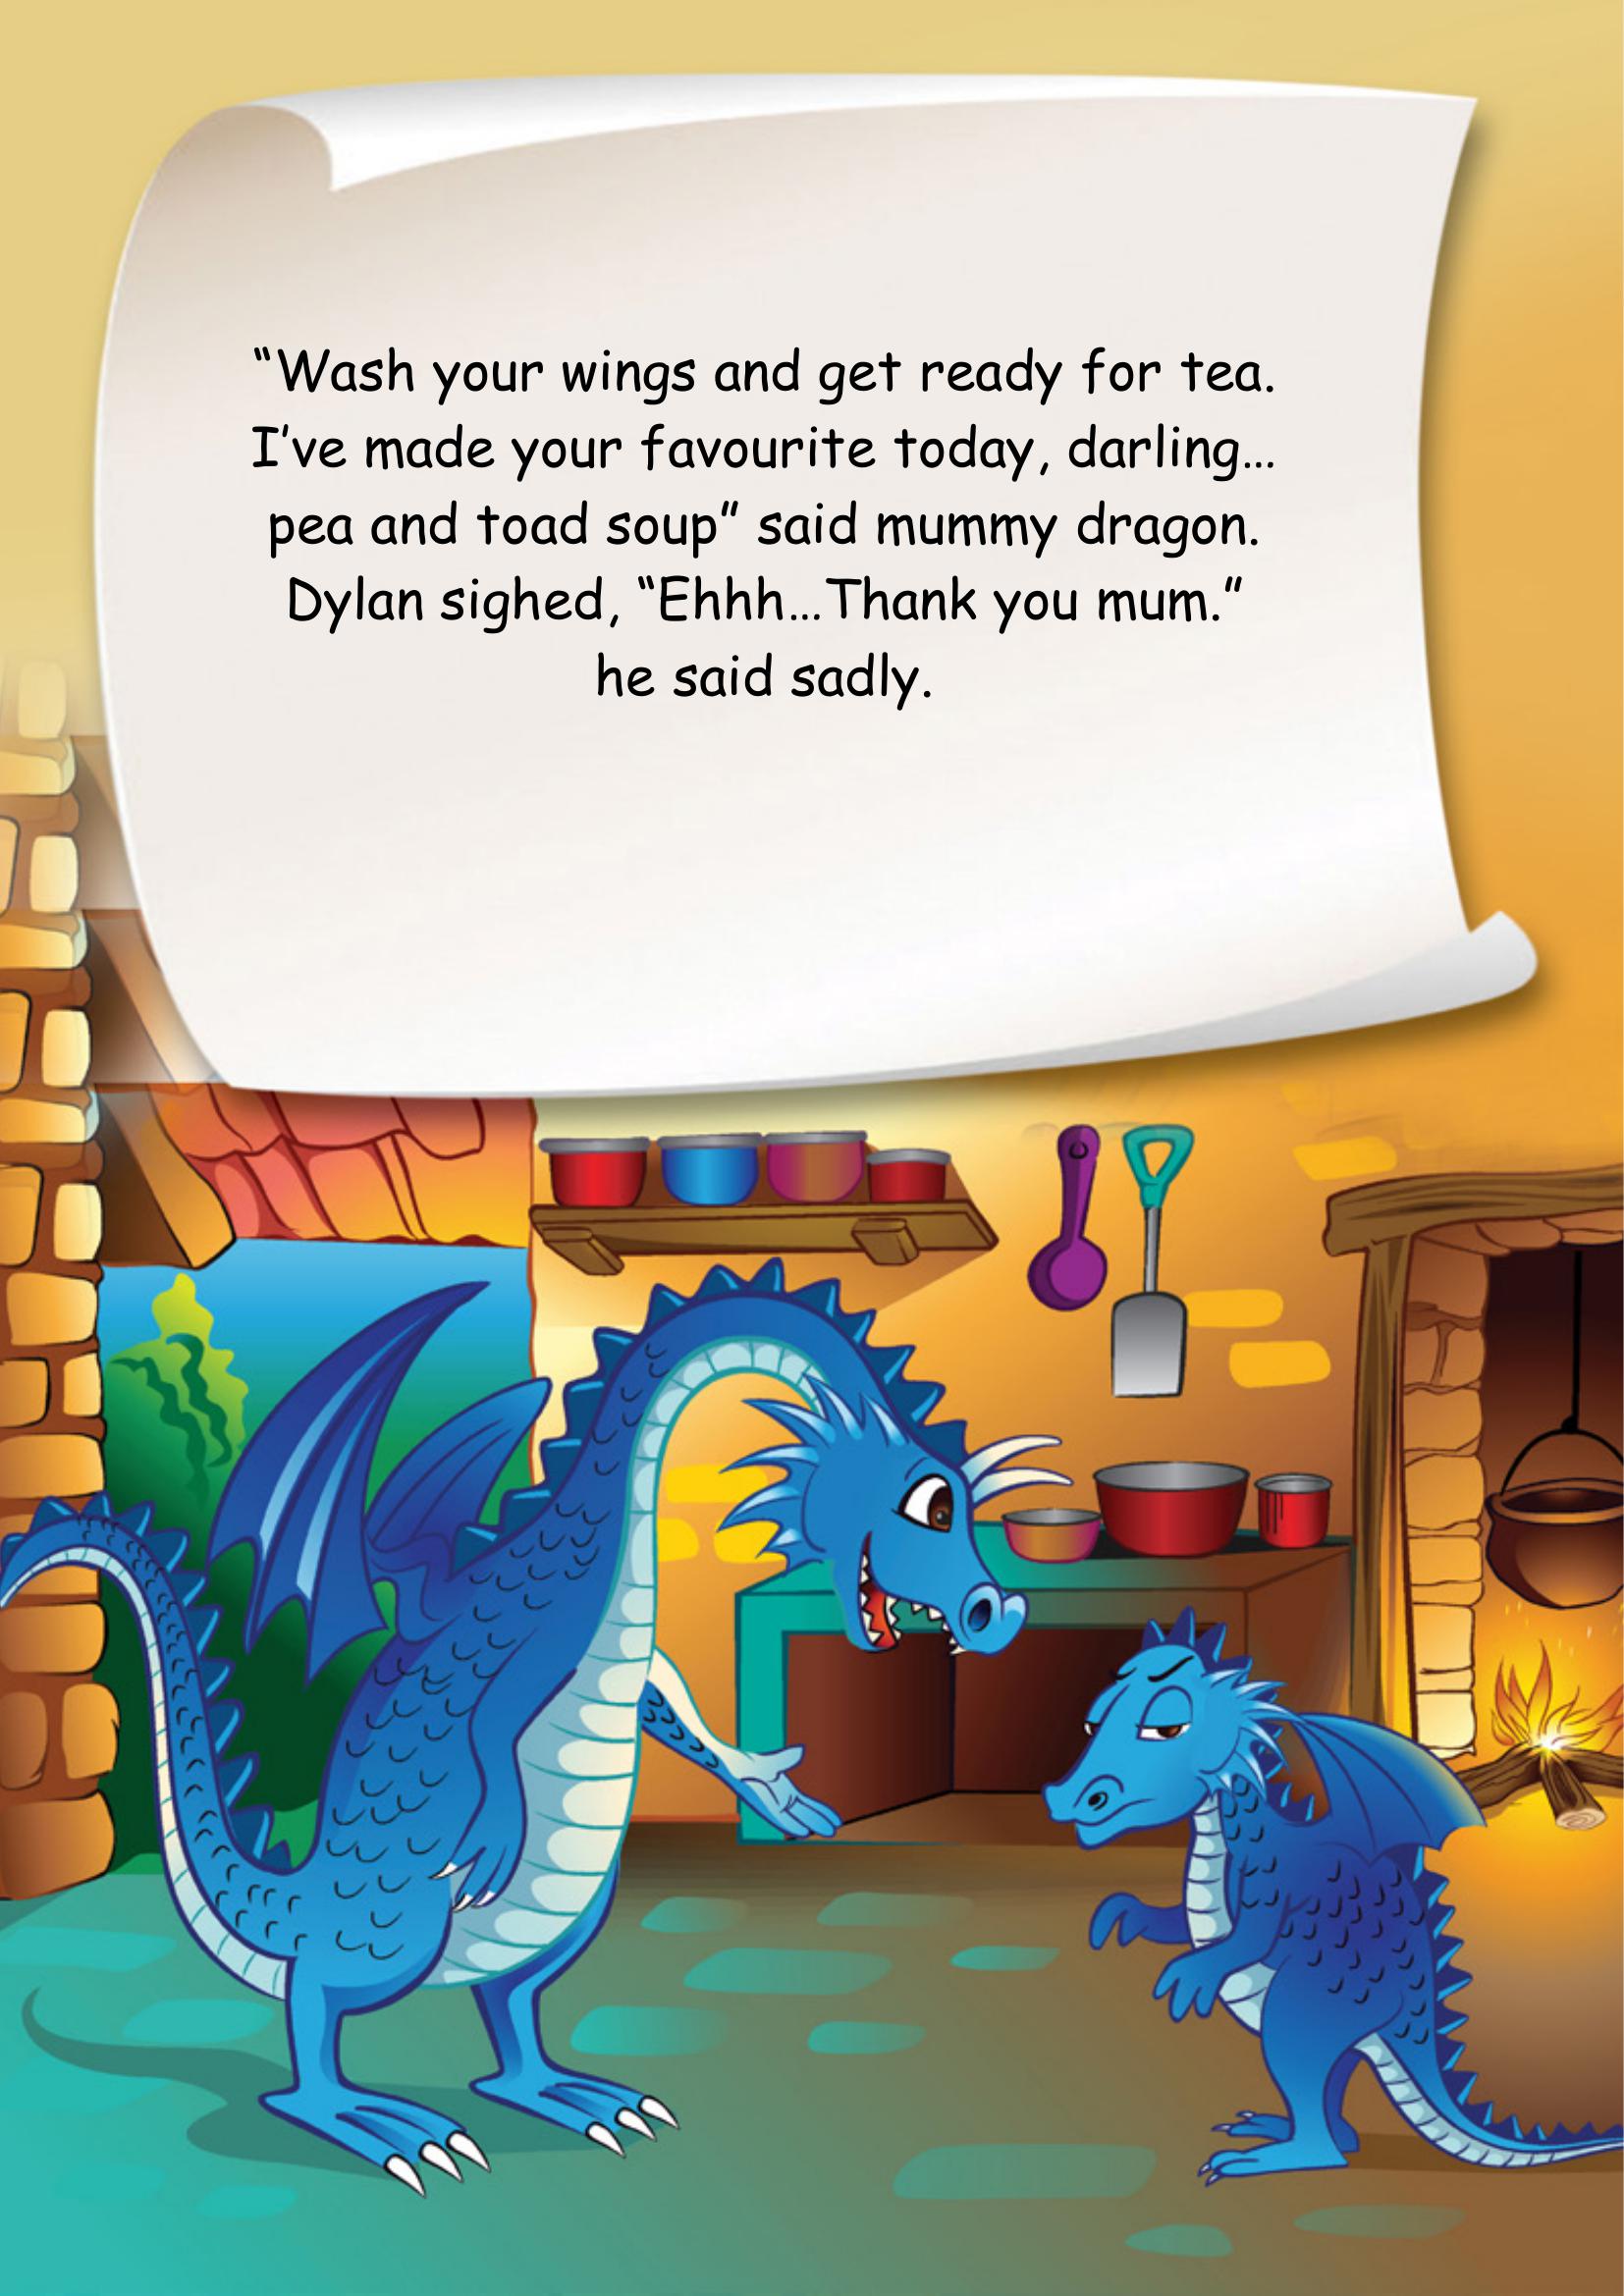 “Wash your wings and get ready for tea.
I’ve made your favourite today, darling...
pea and toad soup” said mummy dragon.
Dylan sighed, “Ehhh...Thank you mum.”
he said sadly.